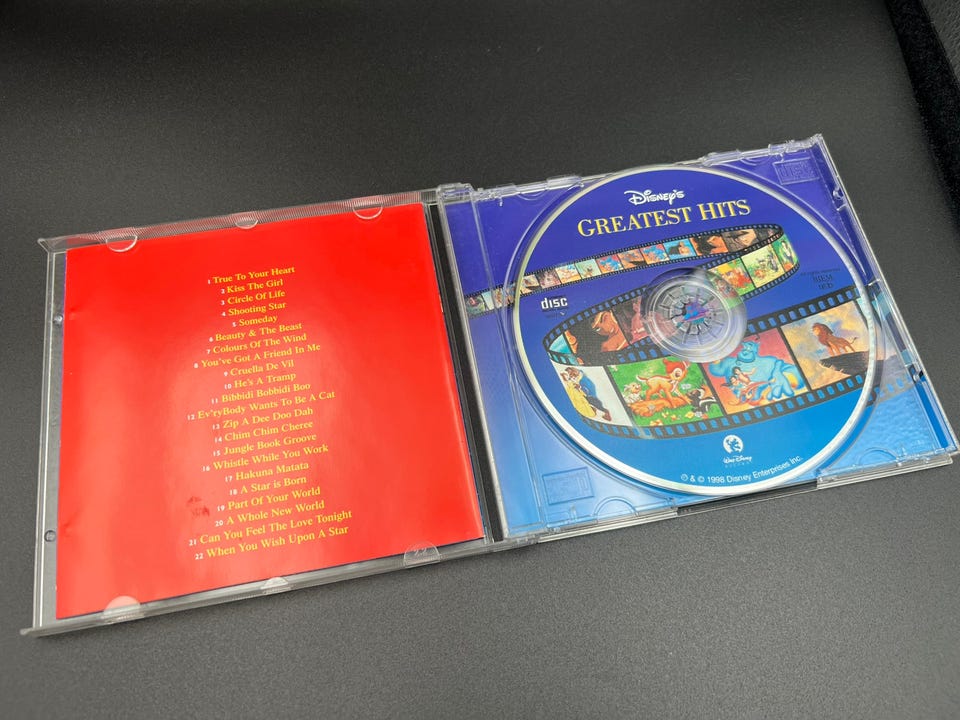 1 True To Your Heart
2 Kiss The Girl
3 Circle Of Life
4 Shooting Star
5 Someday
6 Beauty & The Beast
7 Colours Of The Wind
8 You've Got A Friend In Me
9 Cruella De Vil
10 He's A Tramp
11 Bibbidi Bobbidi Boo
12 Ev'ryBody Wants To Be A Cat
13 Zip A Dee Doo Dah
14 Chim Chim Cheree
15 Jungle Book Groove
16 Whistle While You Work
17 Hakuna Matata
18 A Star is Born
19 Part Of Your World
20 A Whole New World
21 Can You Feel The Love Tonight
22 When You Wish Upon A Star
DISNEY'S
GREATEST HITS
disc
BIEM
Walt Disney
RECORDS
℗ & © 1998 Disney Enterprises Inc.